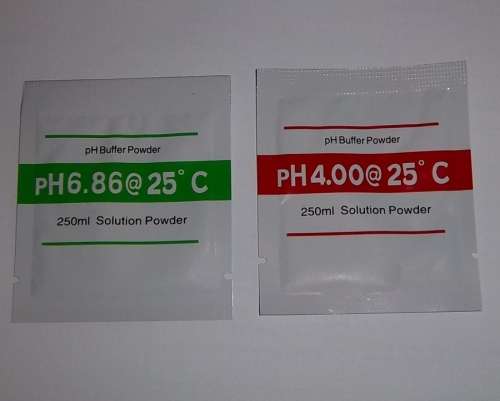 pH Buffer Powder
PH6.86@ 25°C
250ml Solution Powder
pH Buffer Powder
PH4.00@ 25°C
250ml Solution Powder